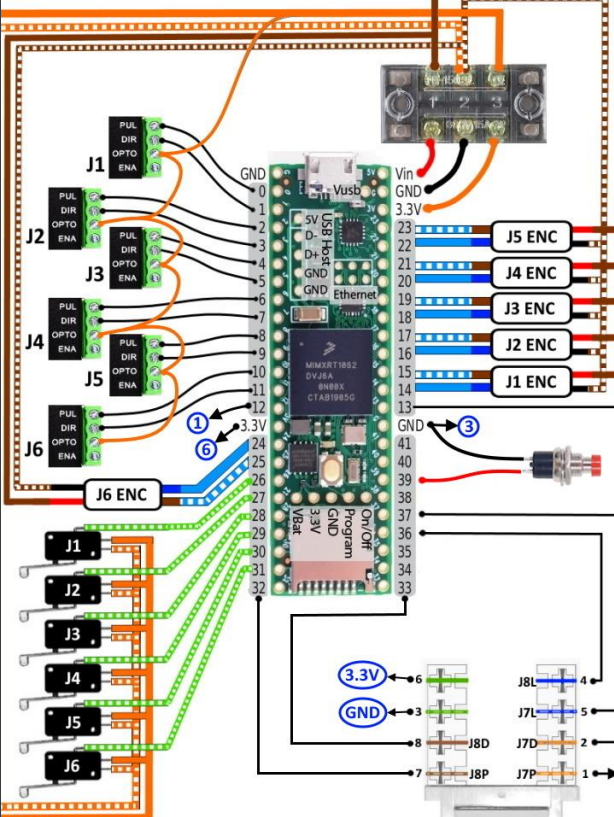 1 2 3
PUL
DIR
OPTO
ENA
J1
PUL
DIR
OPTO
ENA
J2
PUL
DIR
OPTO
ENA
J3
PUL
DIR
OPTO
ENA
J4
PUL
DIR
OPTO
ENA
J5
PUL
DIR
OPTO
ENA
J6
GND
0
1
2
3
4
5
6
7
8
9
10
11
12
3.3V
24
25
26
27
28
29
30
31
32
1
6
Vusb
5V
D-
D+
GND
GND
USB Host
Ethernet
MIMXRT1062
DVJ6A
0N00X
CTAB1905G
VBat
3.3V
GND
Program
On/Off
Vin
GND
3.3V
23
22
21
20
19
18
17
16
15
14
13
GND
41
40
39
38
37
36
35
34
33
3
J5 ENC
J4 ENC
J3 ENC
J2 ENC
J1 ENC
J6 ENC
J1
J2
J3
J4
J5
J6
3.3V
6
GND
3
8
J8D
7
J8P
J8L
4
J7L
5
J7D
2
J7P
1